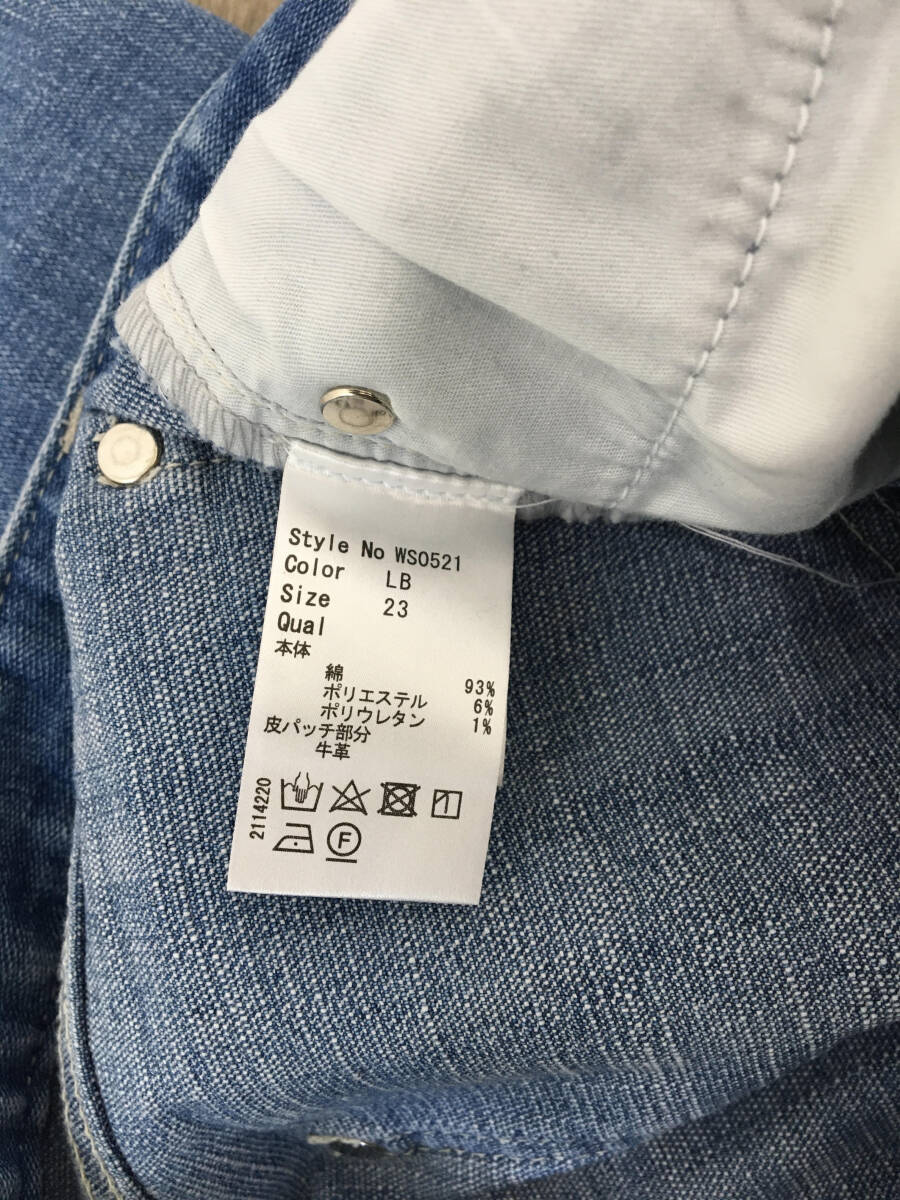 Style No WS0521
Color LB
Size 23
Qual
本体
綿 93%
ポリエステル 6%
ポリウレタン 1%
皮パッチ部分
牛革
2114220
1
F